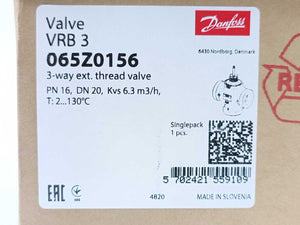 Valve
VRB 3
065Z0156
3-way ext. thread valve
PN 16, DN 20, Kvs 6.3 m3/h,
T: 2...130°C
Danfoss
6430 Nordborg, Denmark
Singlepack
1 pcs.
5 702421 559109
EAC
4820
MADE IN SLOVENIA